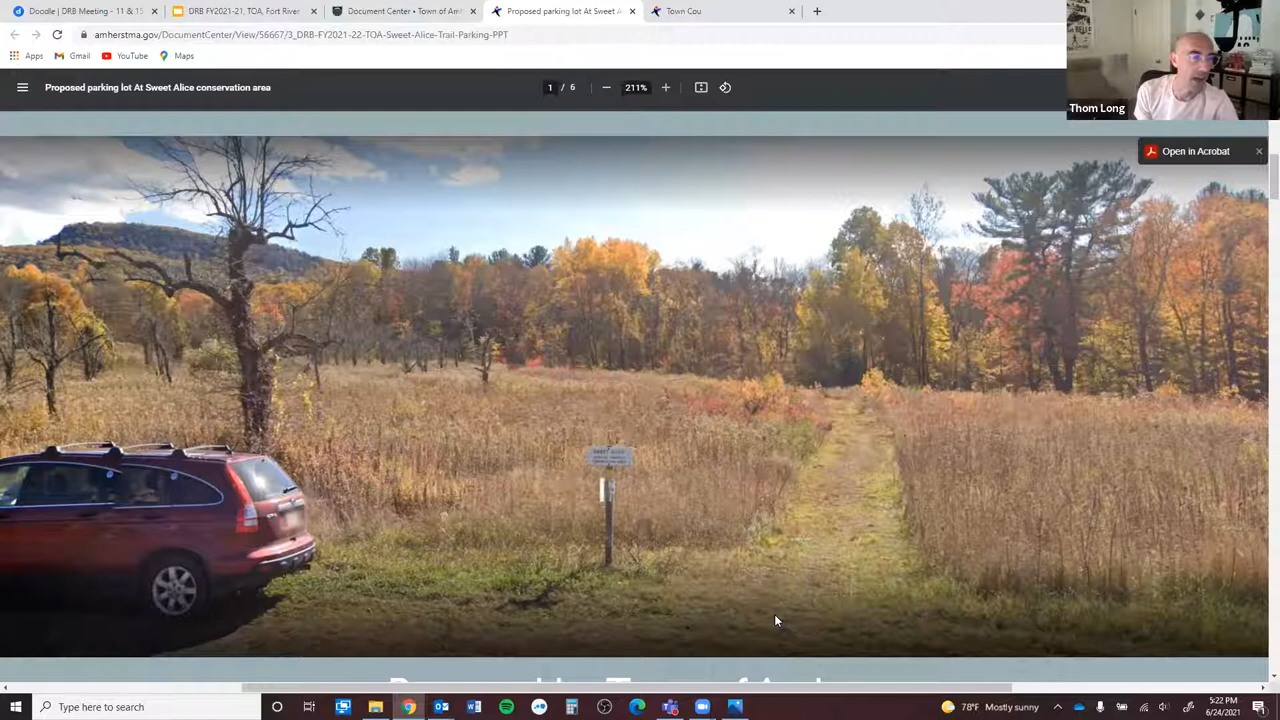 Doodle | DRB Meeting - 11 & 15
DRB FY2021-21, TOA, Fort River
Document Center • Town of Am
Proposed parking lot At Sweet A
Town Cou
amherstma.gov/DocumentCenter/View/56667/3_DRB-FY2021-22-TOA-Sweet-Alice-Trail-Parking-PPT
Apps
Gmail
YouTube
Maps
Thom Long
Proposed parking lot At Sweet Alice conservation area
1 / 6
211%
Open in Acrobat
SWEET ALICE
Type here to search
78°F Mostly sunny
5:22 PM
6/24/2021